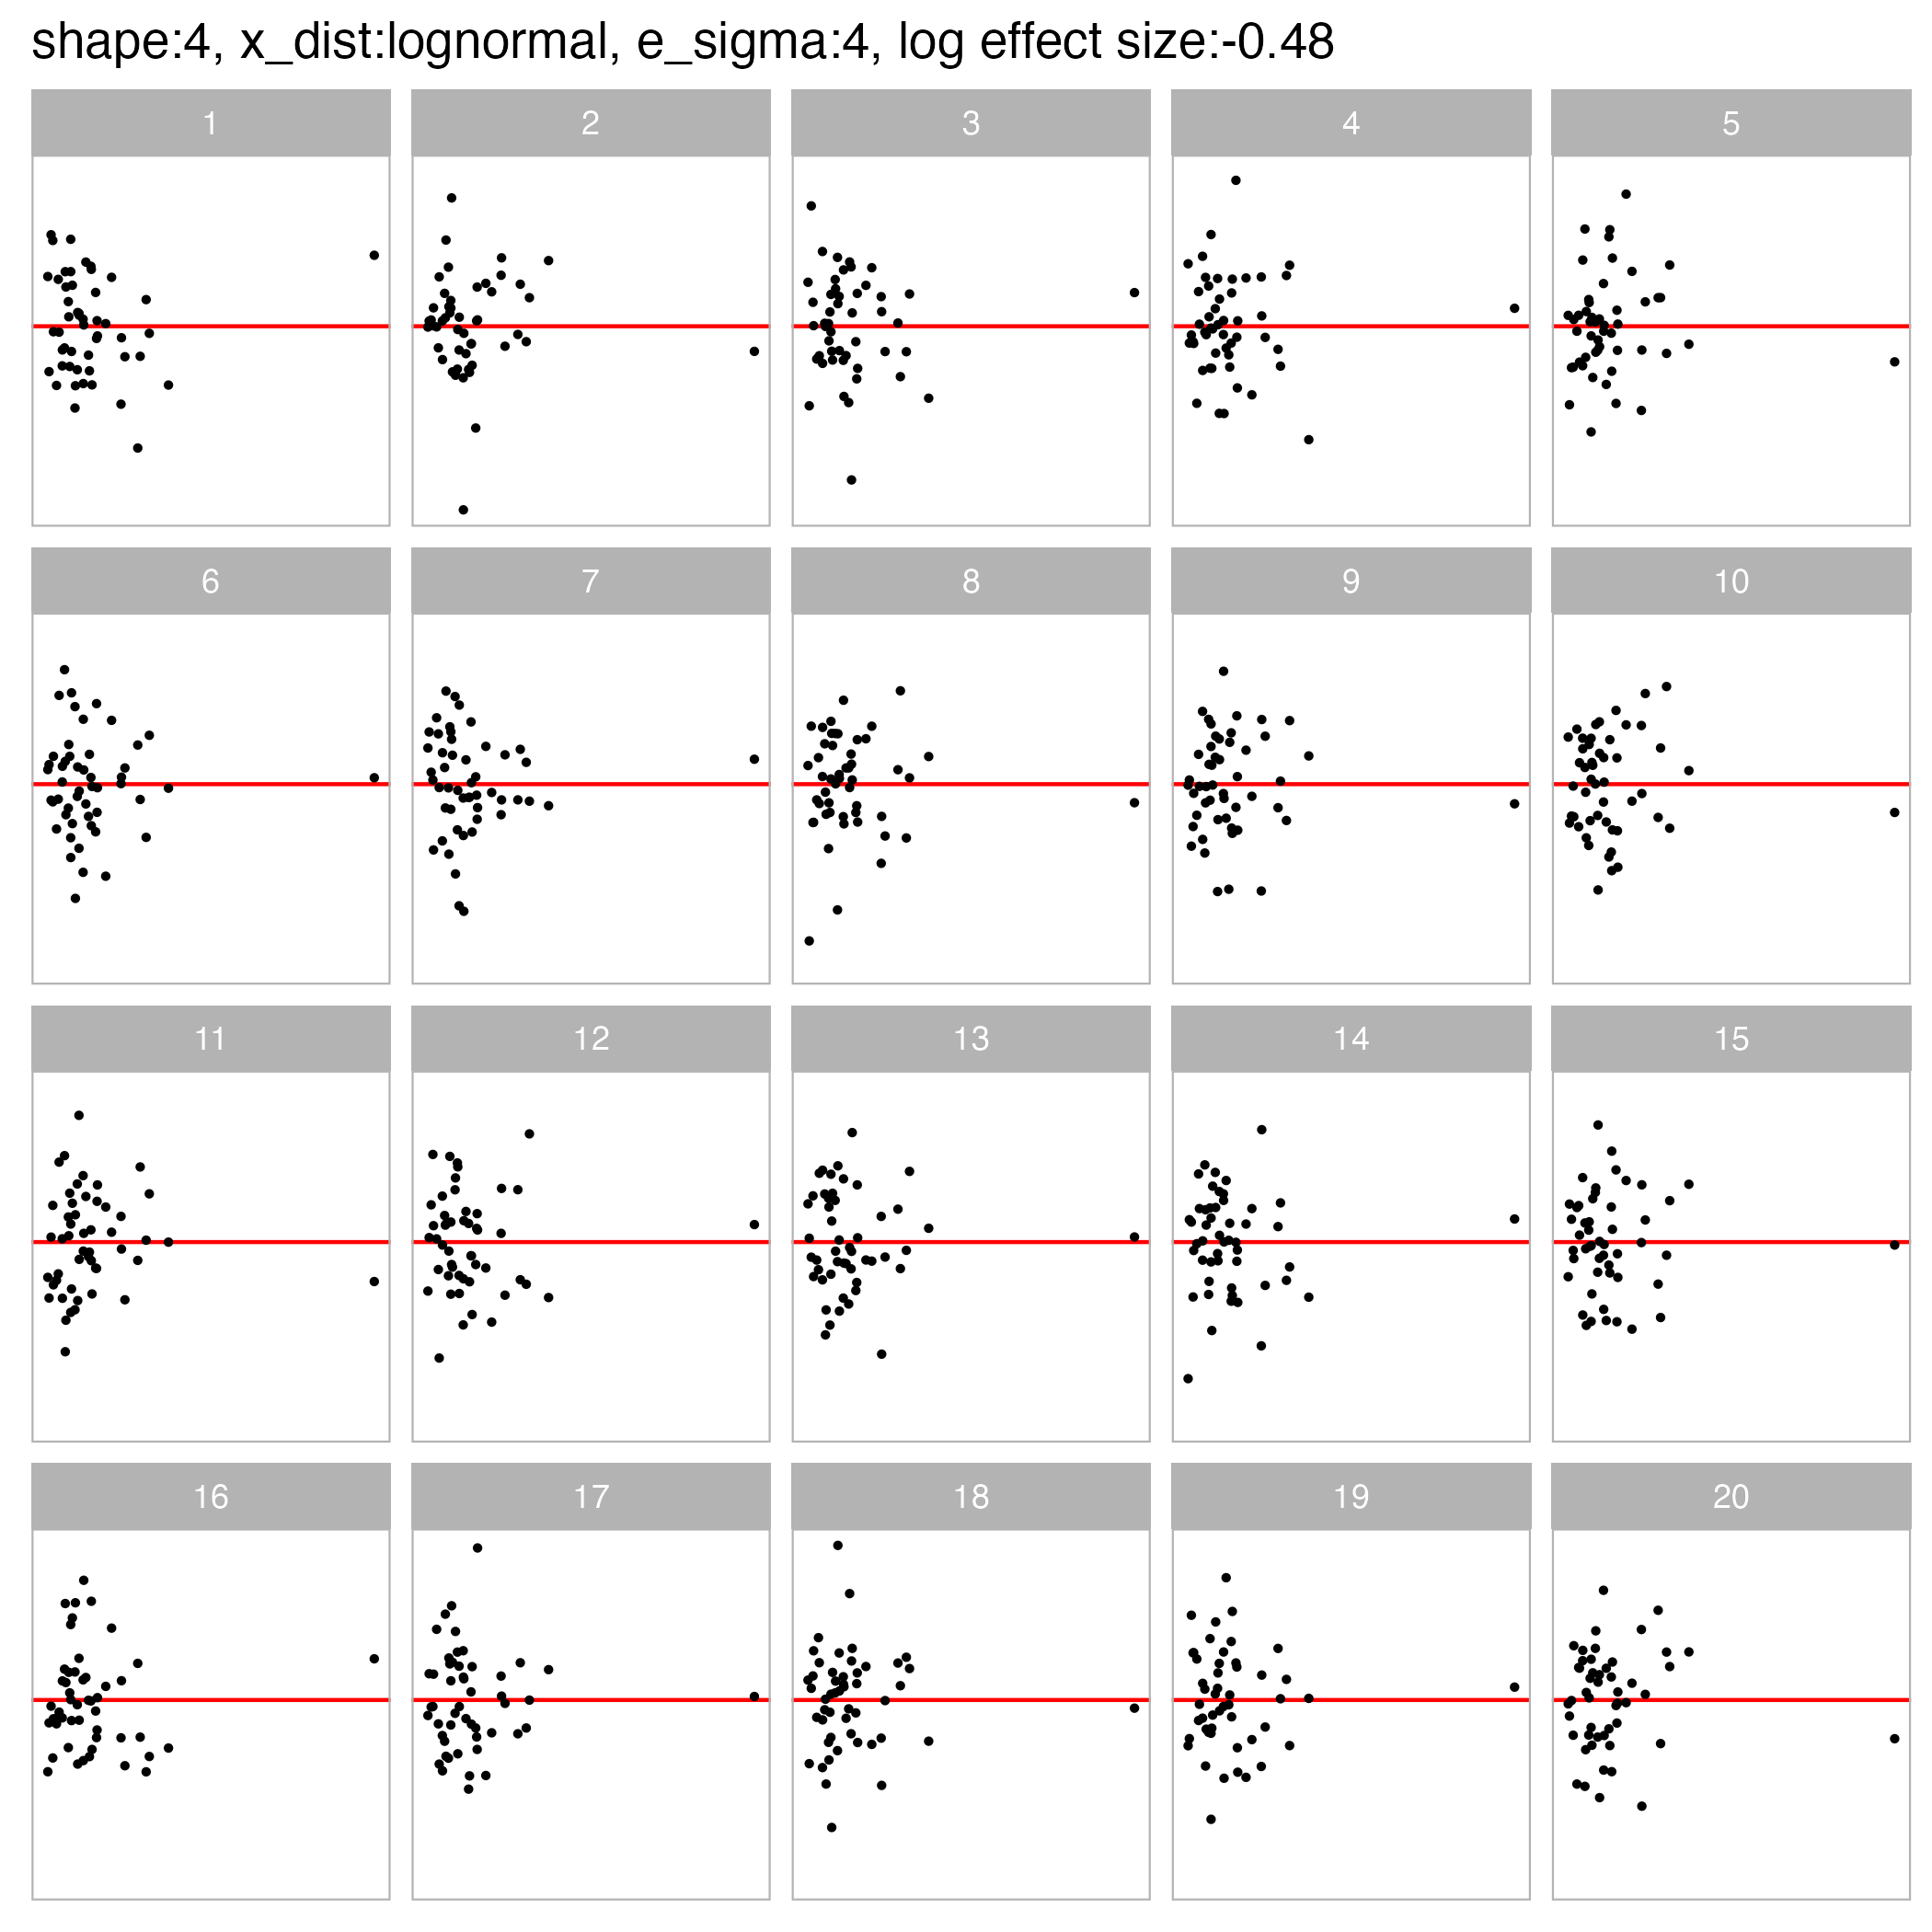 shape:4, x_dist:lognormal, e_sigma:4, log effect size:-0.48
1 2 3 4 5
6 7 8 9 10
11 12 13 14 15
16 17 18 19 20